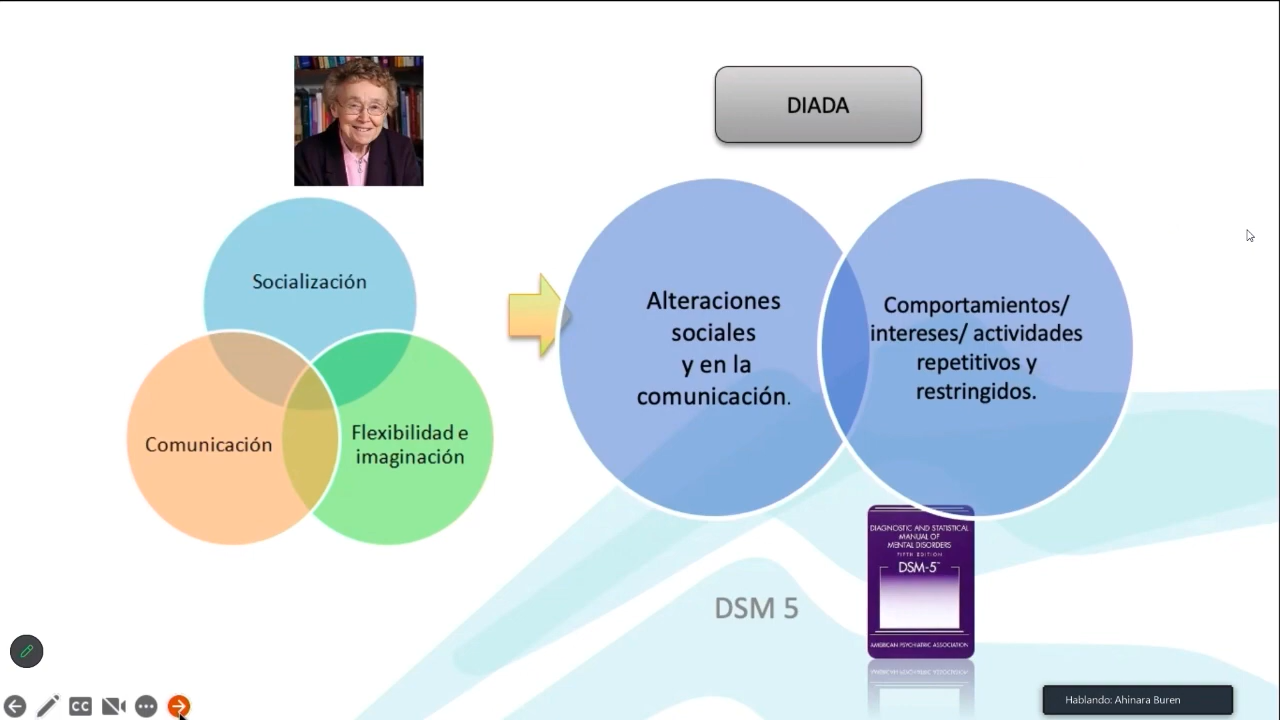 DIADA
Socialización
Comunicación
Flexibilidad e
imaginación
Alteraciones
sociales
y en la
comunicación.
Comportamientos/
intereses/ actividades
repetitivos y
restringidos.
DSM 5
DIAGNOSTIC AND STATISTICAL
MANUAL OF
MENTAL DISORDERS
FIFTH EDITION
DSM-5™
AMERICAN PSYCHIATRIC ASSOCIATION
CC
Hablando: Ahinara Buren